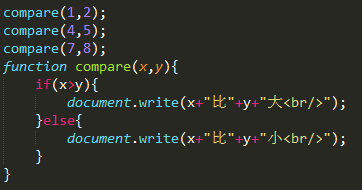 compare(1,2);
compare(4,5);
compare(7,8);
function compare(x,y){
    if(x>y){
        document.write(x+"比"+y+"大<br/>");
    }else{
        document.write(x+"比"+y+"小<br/>");
    }
}